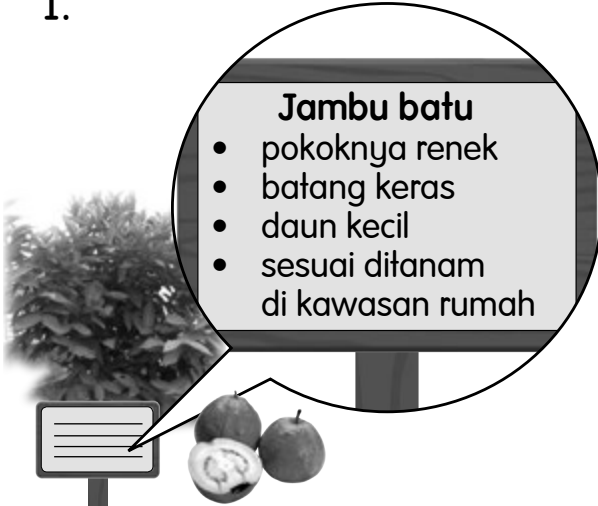 1.
Jambu batu
• pokoknya renek
• batang keras
• daun kecil
• sesuai ditanam
di kawasan rumah